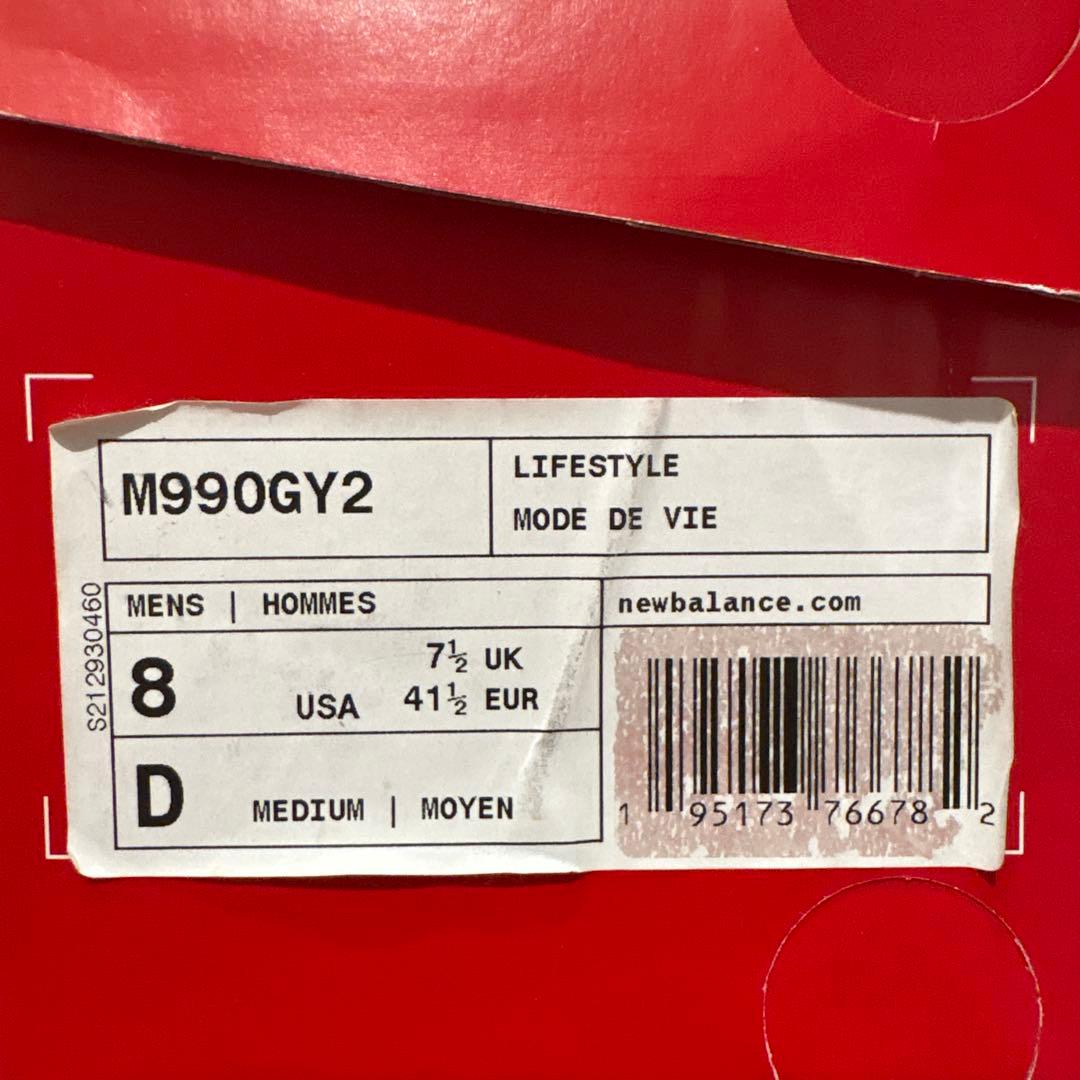 M990GY2
LIFESTYLE
MODE DE VIE
MENS | HOMMES
newbalance.com
S212930460
8 USA
7½ UK
41½ EUR
D MEDIUM | MOYEN
1 95173 76678 2